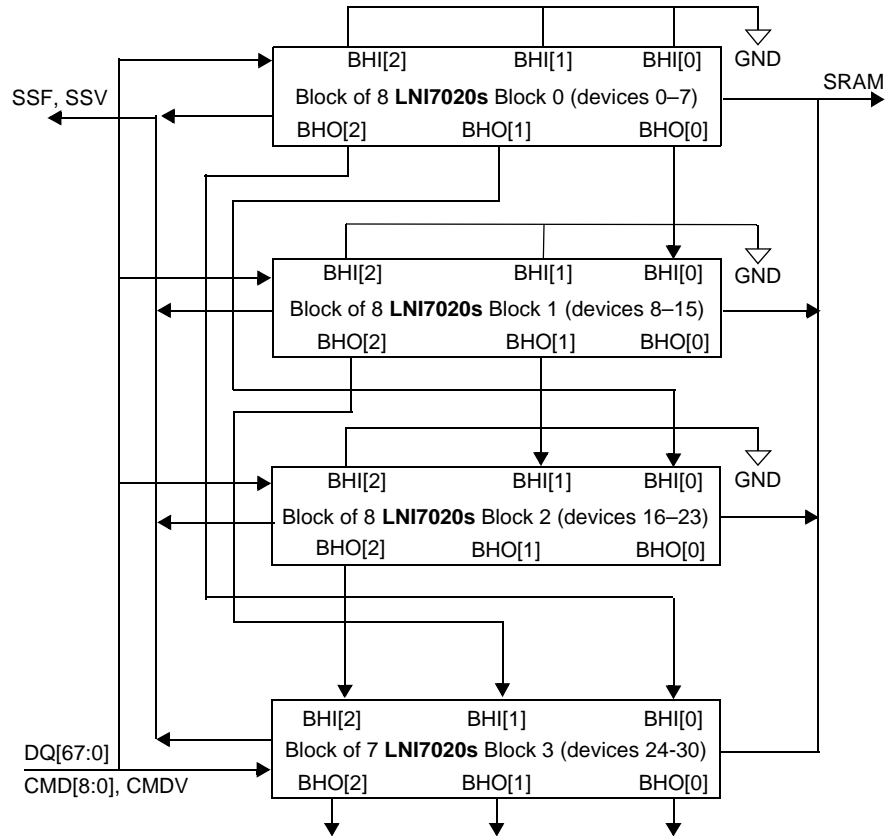 BHI[2] BHI[1] BHI[0]
GND
SSF, SSV
SRAM
Block of 8 LNI7020s Block 0 (devices 0–7)
BHO[2] BHO[1] BHO[0]
BHI[2] BHI[1] BHI[0]
GND
Block of 8 LNI7020s Block 1 (devices 8–15)
BHO[2] BHO[1] BHO[0]
BHI[2] BHI[1] BHI[0]
GND
Block of 8 LNI7020s Block 2 (devices 16–23)
BHO[2] BHO[1] BHO[0]
BHI[2] BHI[1] BHI[0]
Block of 7 LNI7020s Block 3 (devices 24-30)
BHO[2] BHO[1] BHO[0]
DQ[67:0]
CMD[8:0], CMDV